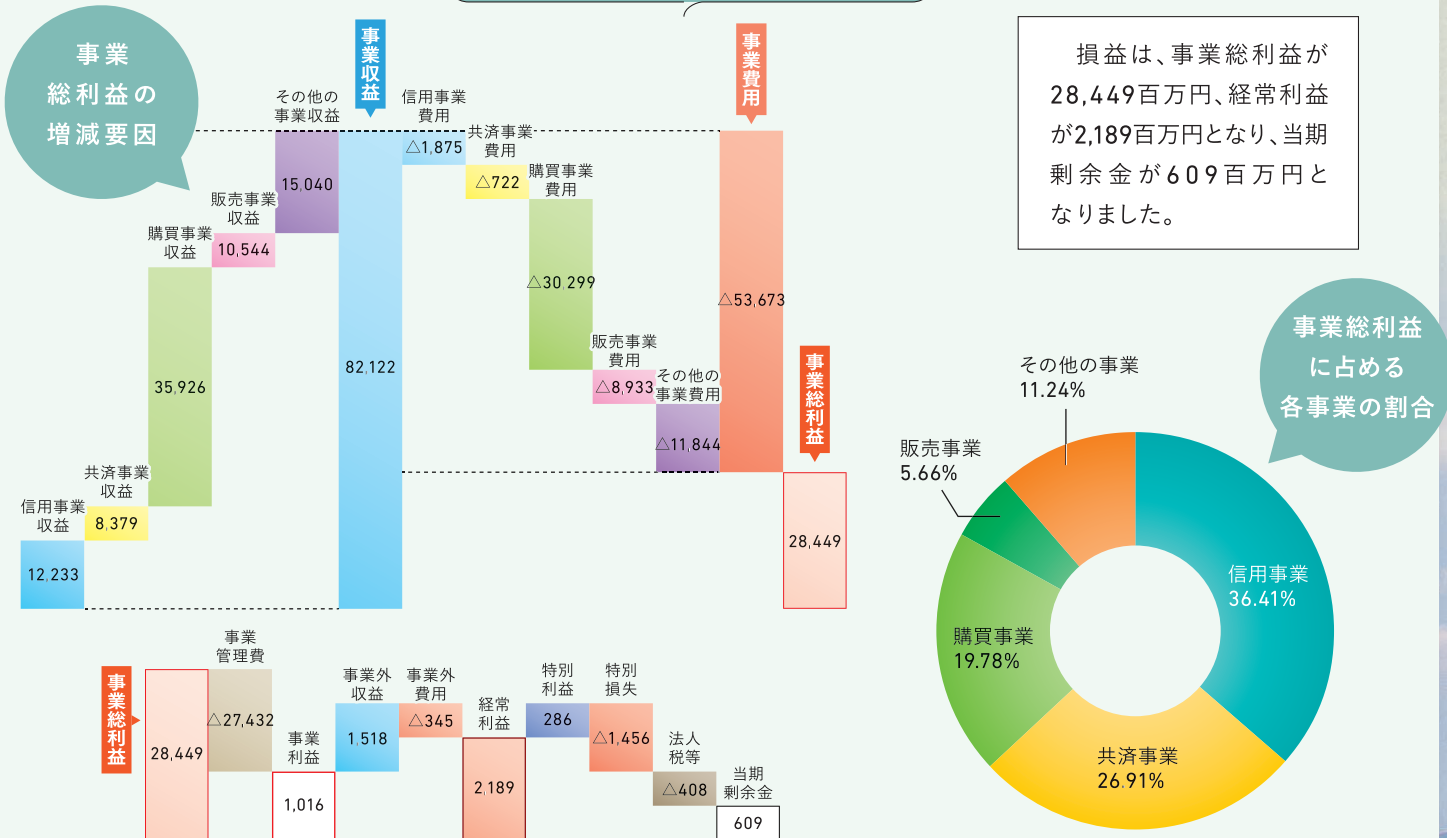 事業
総利益の
増減要因
信用事業
収益
12,233
共済事業
収益
8,379
購買事業
収益
35,926
販売事業
収益
10,544
その他の
事業収益
15,040
事業収益
82,122
信用事業
費用
△1,875
共済事業
費用
△722
購買事業
費用
△30,299
販売事業
費用
△8,933
その他の
事業費用
△11,844
事業費用
△53,673
事業総利益
28,449
損益は、事業総利益が
28,449百万円、経常利益
が2,189百万円となり、当期
剰余金が609百万円と
なりました。
事業総利益
に占める
各事業の割合
その他の事業
11.24%
販売事業
5.66%
購買事業
19.78%
信用事業
36.41%
共済事業
26.91%
事業総利益
28,449
事業
管理費
△27,432
事業
利益
1,016
事業外
収益
1,518
事業外
費用
△345
経常
利益
2,189
特別
利益
286
特別
損失
△1,456
法人
税等
△408
当期
剰余金
609